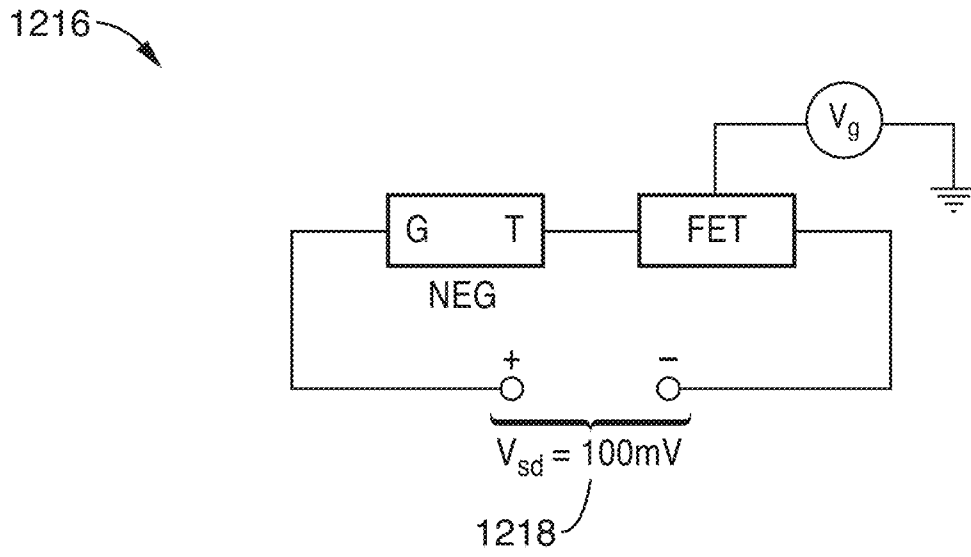 1216
Vg
G T FET
NEG
+ −
Vsd = 100mV
1218